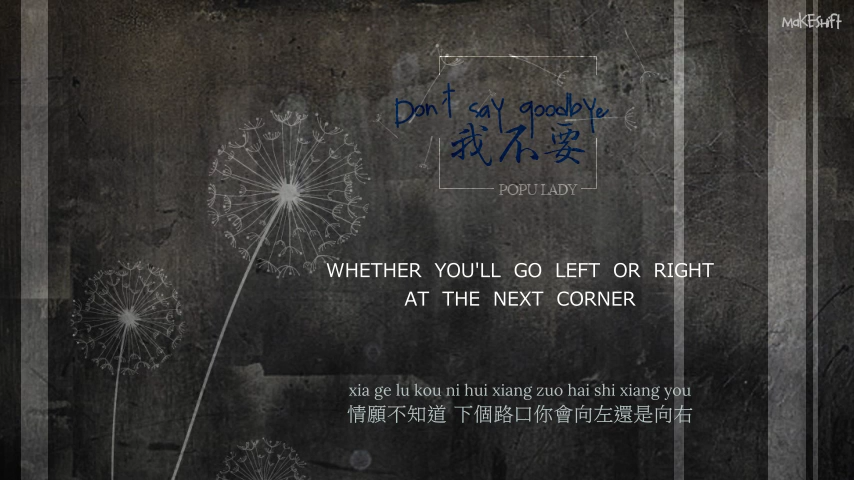 MaKESHiFT
Don't say goodbye
我不要
POPU LADY
WHETHER YOU'LL GO LEFT OR RIGHT
AT THE NEXT CORNER
xia ge lu kou ni hui xiang zuo hai shi xiang you
情願不知道 下個路口你會向左還是向右